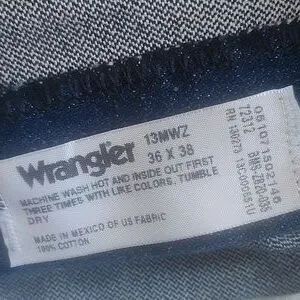 Wrangler
13MWZ
36 X 38
MACHINE WASH HOT AND INSIDE OUT FIRST
THREE TIMES WITH LIKE COLORS, TUMBLE
DRY
MADE IN MEXICO OF US FABRIC
100% COTTON
72312